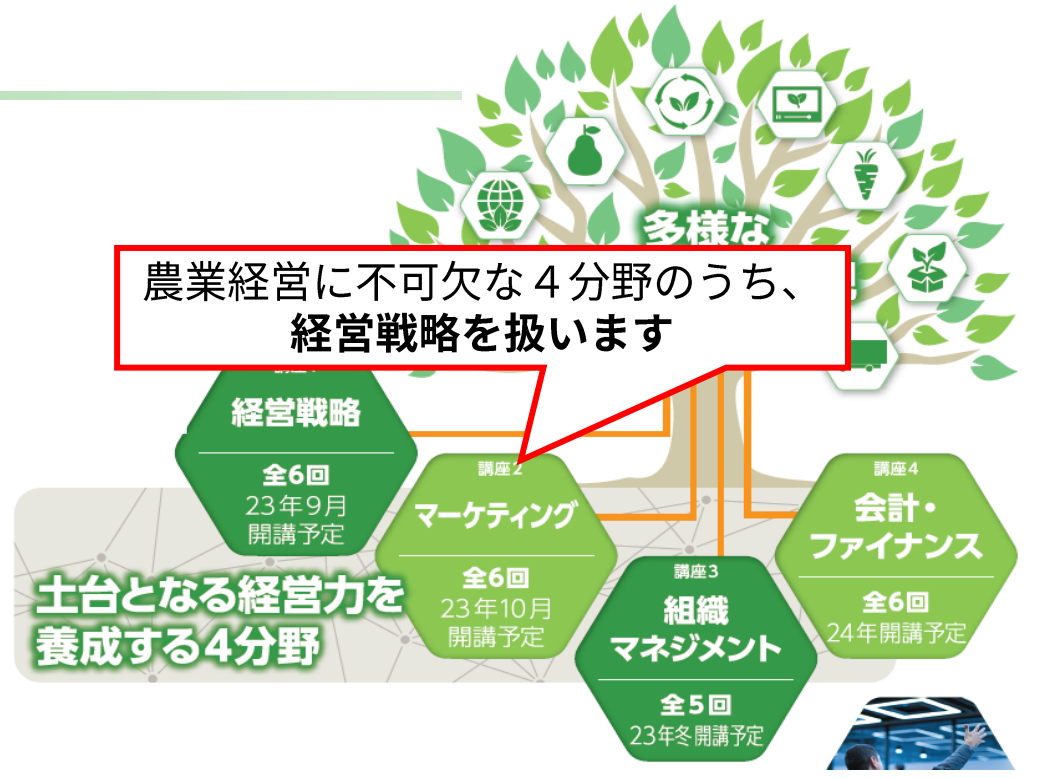 多様な
農業経営に不可欠な４分野のうち、
経営戦略を扱います
経営戦略
全6回
23年9月
開講予定
講座2
マーケティング
全6回
23年10月
開講予定
講座3
組織
マネジメント
全5回
23年冬開講予定
講座4
会計・
ファイナンス
全6回
24年開講予定
土台となる経営力を
養成する4分野